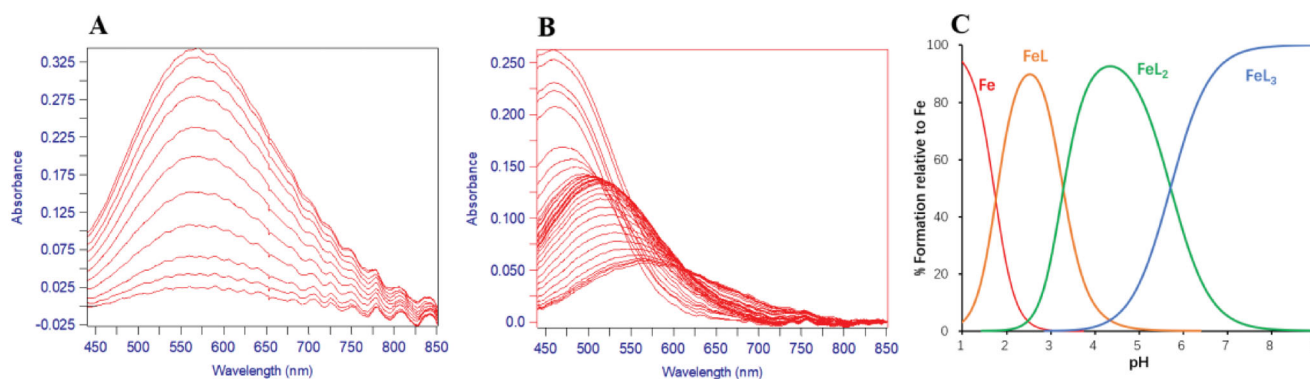 A
Absorbance
0.325
0.275
0.225
0.175
0.125
0.075
0.025
-0.025
450 500 550 600 650 700 750 800 850
Wavelength (nm)
B
Absorbance
0.250
0.200
0.150
0.100
0.050
0.0
450 500 550 600 650 700 750 800 850
Wavelength (nm)
C
% Formation relative to Fe
100
80
60
40
20
0
Fe
FeL
FeL₂
FeL₃
1 2 3 4 5 6 7 8
pH